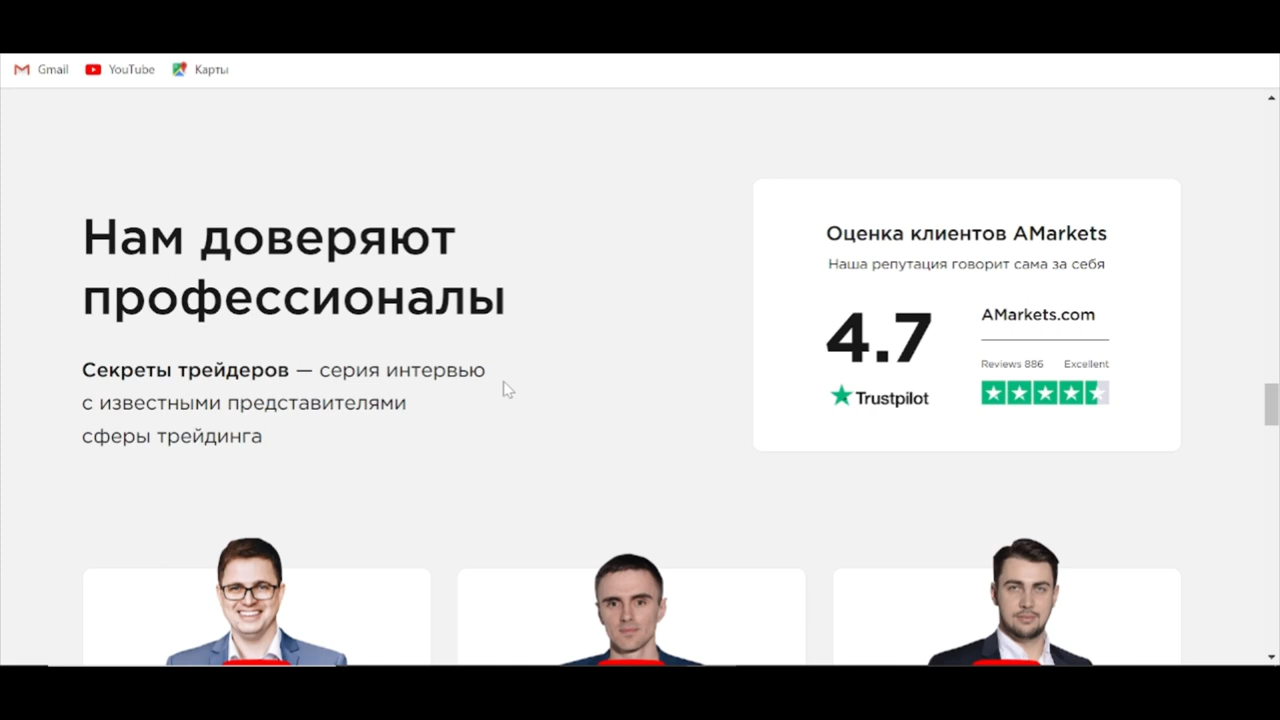 Gmail YouTube Карты
Нам доверяют
профессионалы
Секреты трейдеров — серия интервью
с известными представителями
сферы трейдинга
Оценка клиентов AMarkets
Наша репутация говорит сама за себя
4.7
Trustpilot
AMarkets.com
Reviews 886 Excellent